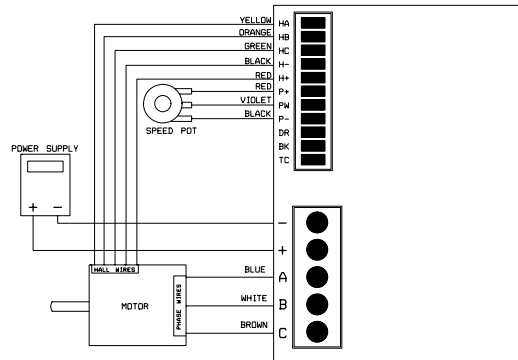 YELLOW HA
ORANGE HB
GREEN HC
BLACK H-
RED H+
RED P+
VIOLET PW
BLACK P-
SPEED POT
DR
BK
TC
POWER SUPPLY
+ -
-
+
HALL WIRES
BLUE A
MOTOR
PHASE WIRES
WHITE B
BROWN C